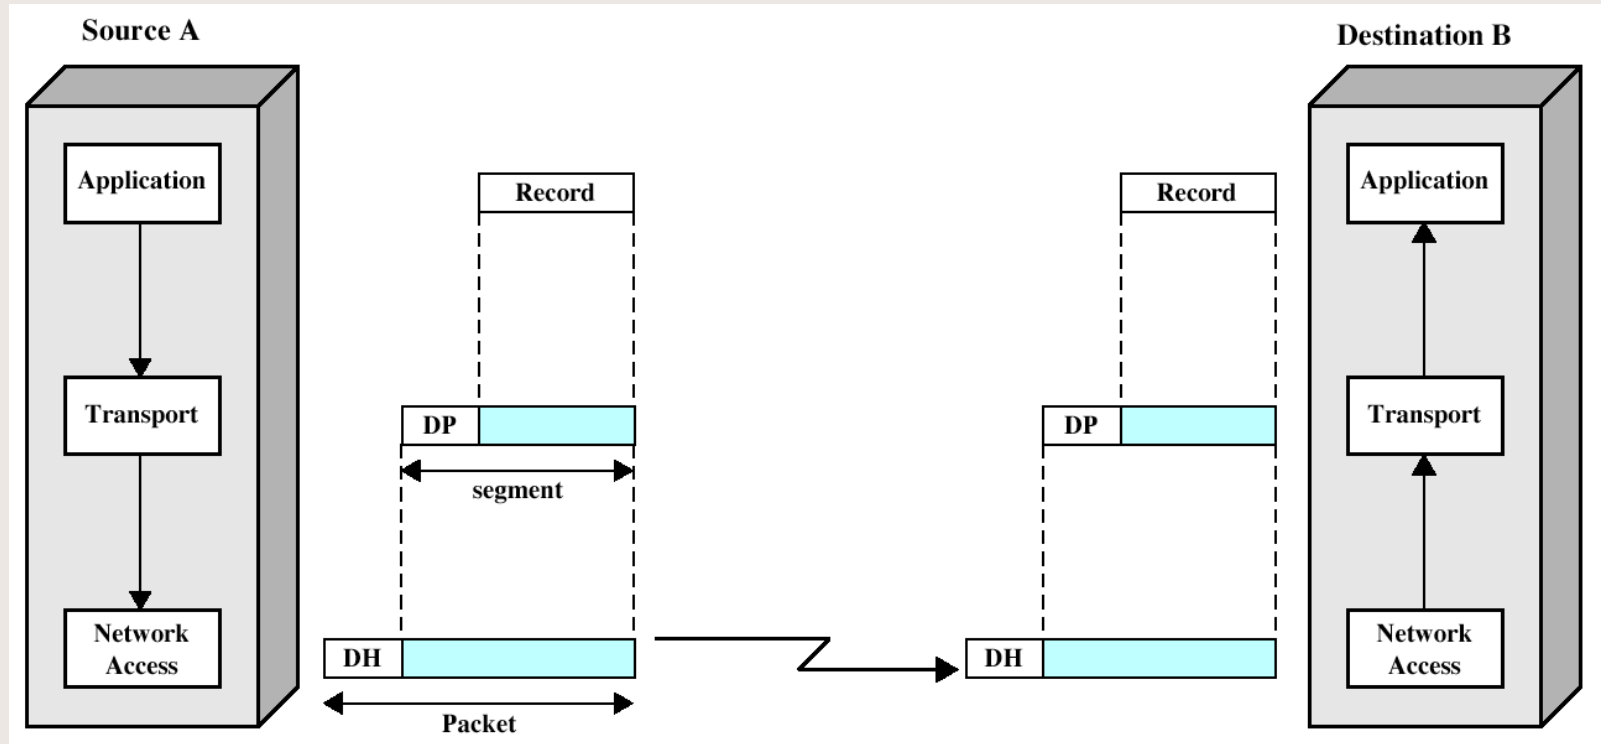 Source A
Destination B
Application
Record
Record
Application
Transport
DP
DP
Transport
segment
Network
Access
DH
DH
Network
Access
Packet